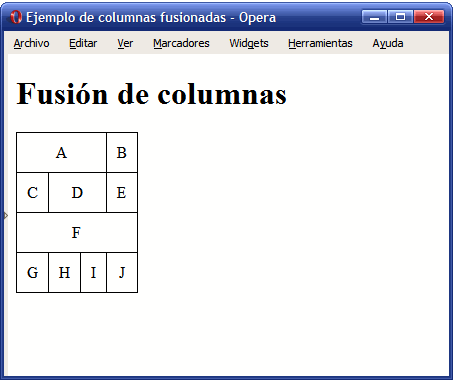 Ejemplo de columnas fusionadas - Opera
Archivo Editar Ver Marcadores Widgets Herramientas Ayuda
Fusión de columnas
A B
C D E
F
G H I J